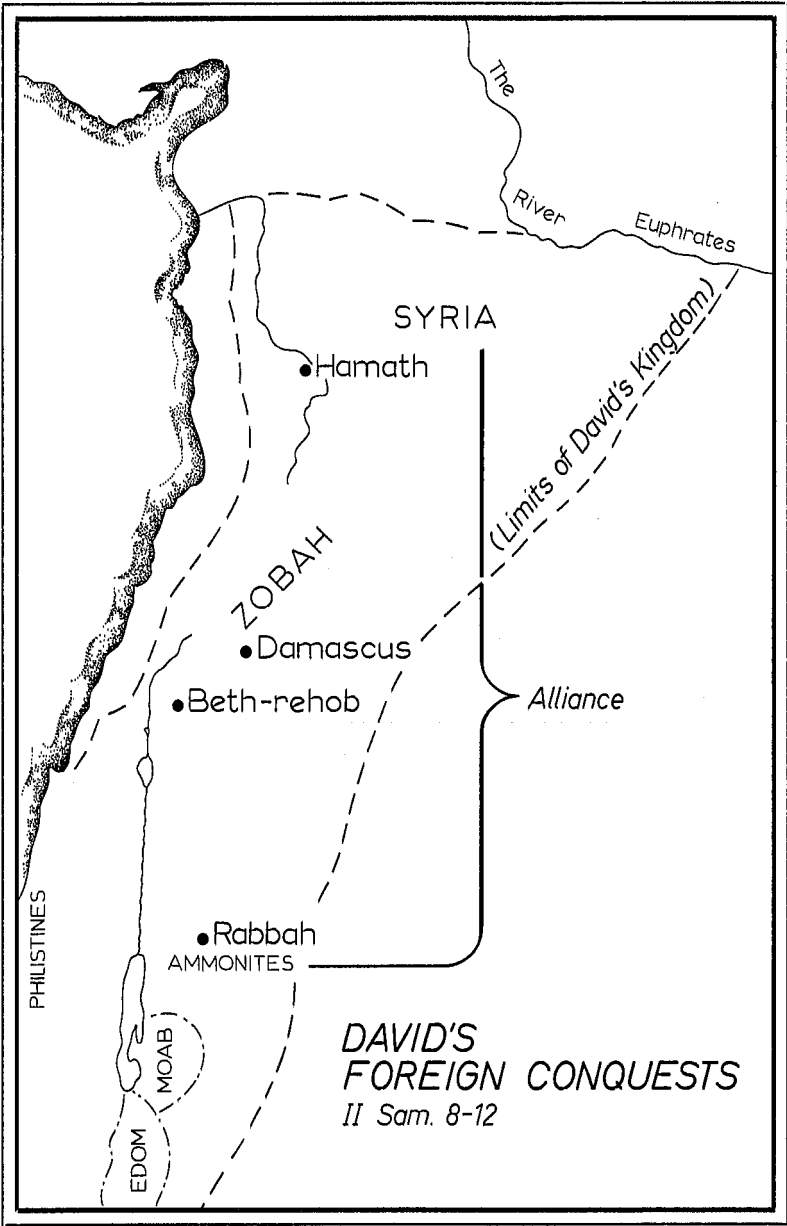 The
River
Euphrates
SYRIA
Hamath
(Limits of David's Kingdom)
ZOBAH
Damascus
Beth-rehob
Alliance
PHILISTINES
Rabbah
AMMONITES
MOAB
EDOM
DAVID'S
FOREIGN CONQUESTS
II Sam. 8-12